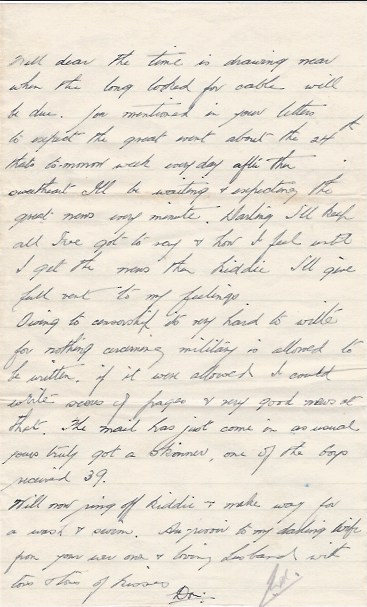 Well dear the time is drawing near
when the long looked for cable will
be due. You mentioned in your letters
to expect the great event about the 24th
thats to-morrow week every day after then
sweetheart I'll be waiting & expecting the
great news every minute. Darling I'll keep
all I've got to say & how I feel until
I get the news then kiddie I'll give
full vent to my feelings
Owing to censorship its very hard to write
for nothing concerning military is allowed to
be written, if it were allowed I could
write scores of pages & very good news at
that. The mail has just come in as usual
yours truly got a skinner, one of the boys
received 39.
Will now ring off kiddie & make way for
a wash & swim. Au-revoir to my darling wife
from your own one & loving husband with
tons & tons of kisses